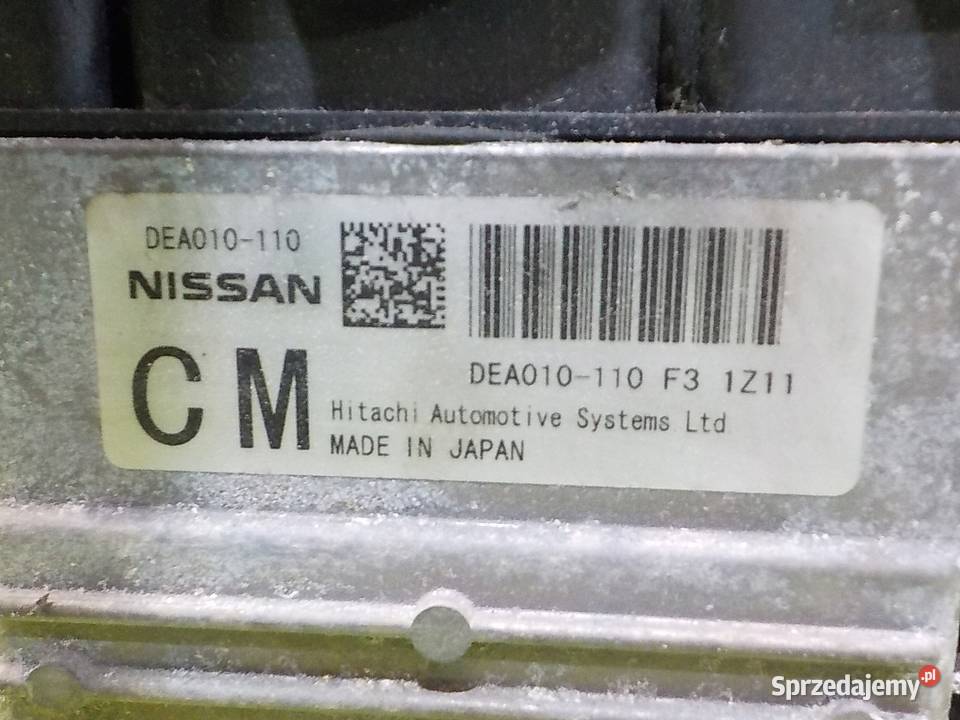 DEA010-110
NISSAN
CM
DEA010-110 F3 1Z11
Hitachi Automotive Systems Ltd
MADE IN JAPAN
Sprzedajemy.pl